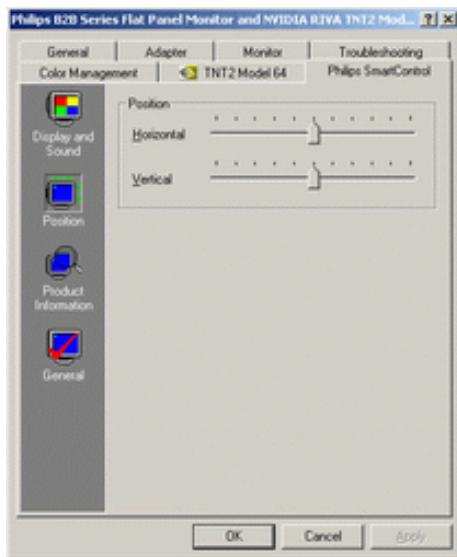 Philips B2B Series Flat Panel Monitor and NVIDIA RIVA TNT2 Mod... ? X
General Adapter Monitor Troubleshooting
Color Management TNT2 Model 64 Philips SmartControl
Display and
Sound
Position
Product
Information
General
Position
Horizontal
Vertical
OK Cancel Apply